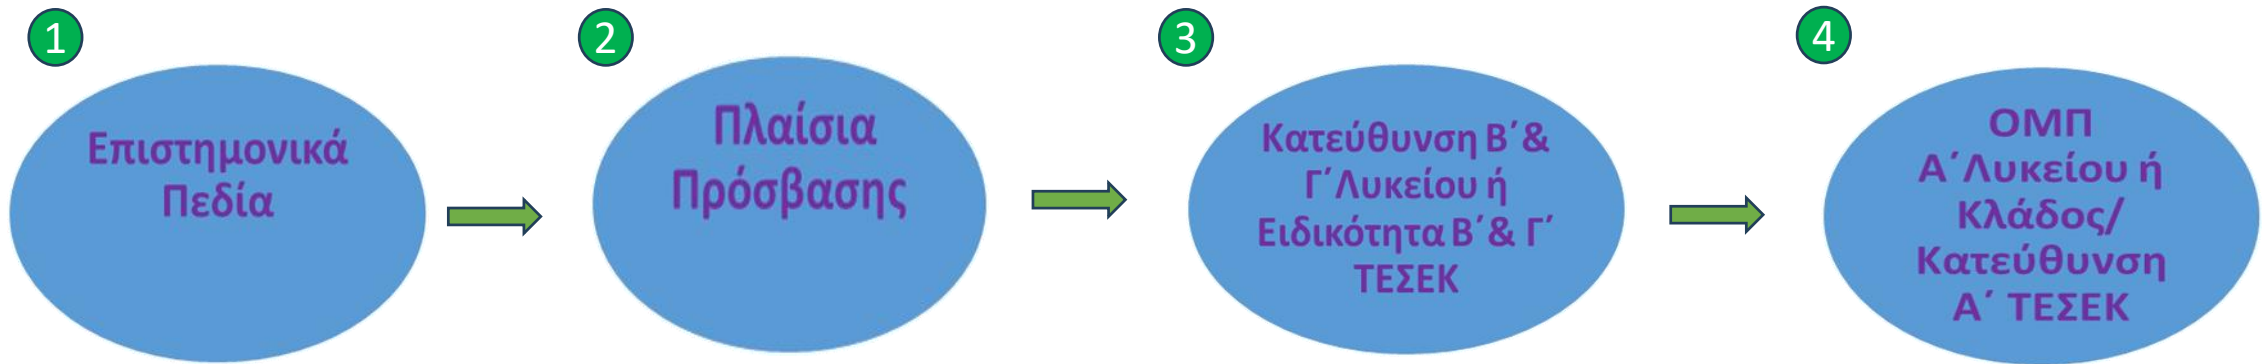 1
Επιστημονικά
Πεδία
2
Πλαίσια
Πρόσβασης
3
Κατεύθυνση Β΄&
Γ΄Λυκείου ή
Ειδικότητα Β΄& Γ΄
ΤΕΣΕΚ
4
ΟΜΠ
Α΄Λυκείου ή
Κλάδος/
Κατεύθυνση
Α΄ ΤΕΣΕΚ